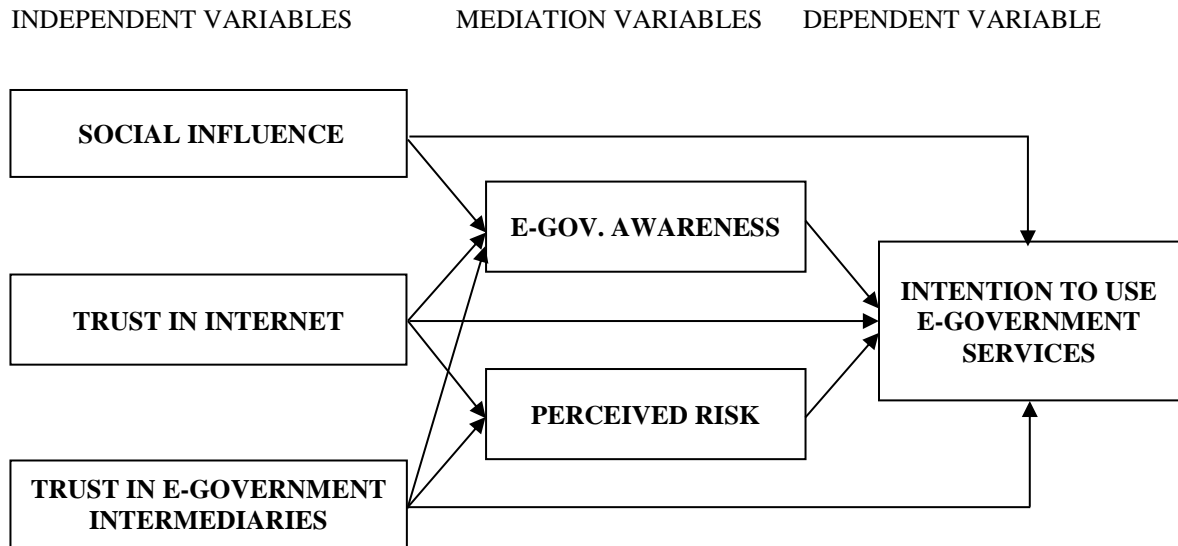 INDEPENDENT VARIABLES
MEDIATION VARIABLES
DEPENDENT VARIABLE
SOCIAL INFLUENCE
E-GOV. AWARENESS
TRUST IN INTERNET
INTENTION TO USE
E-GOVERNMENT
SERVICES
PERCEIVED RISK
TRUST IN E-GOVERNMENT
INTERMEDIARIES